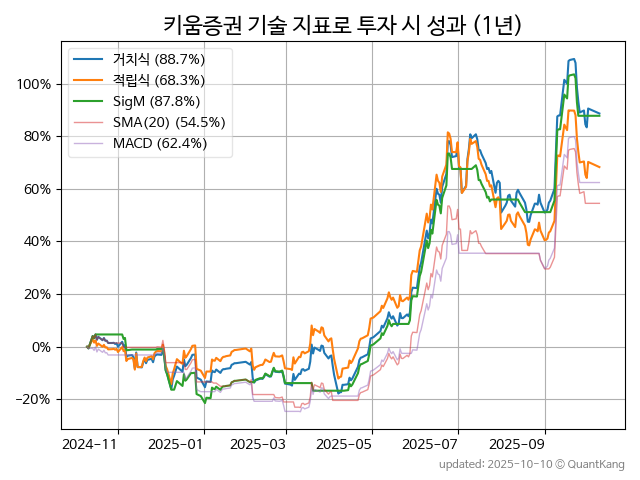 키움증권 기술 지표로 투자 시 성과 (1년)
거치식 (88.7%)
적립식 (68.3%)
SigM (87.8%)
SMA(20) (54.5%)
MACD (62.4%)
100%
80%
60%
40%
20%
0%
−20%
2024−11
2025−01
2025−03
2025−05
2025−07
2025−09
updated: 2025-10-10 © QuantKang